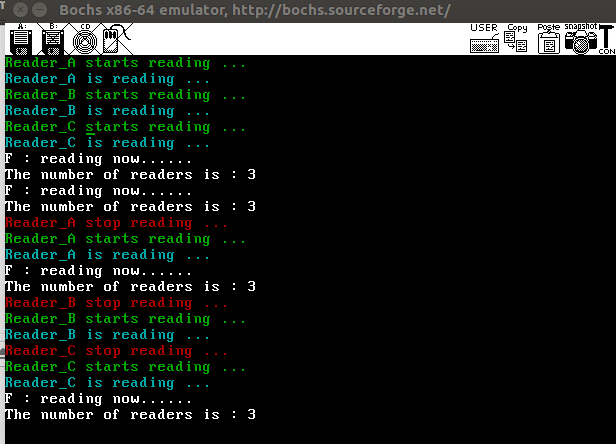 Bochs x86-64 emulator, http://bochs.sourceforge.net/
A: B: CD USER Copy Poste snapshot T
CON
Reader_A starts reading ...
Reader_A is reading ...
Reader_B starts reading ...
Reader_B is reading ...
Reader_C starts reading ...
Reader_C is reading ...
F : reading now......
The number of readers is : 3
F : reading now......
The number of readers is : 3
Reader_A stop reading ...
Reader_A starts reading ...
Reader_A is reading ...
F : reading now......
The number of readers is : 3
Reader_B stop reading ...
Reader_B starts reading ...
Reader_B is reading ...
Reader_C stop reading ...
Reader_C starts reading ...
Reader_C is reading ...
F : reading now......
The number of readers is : 3